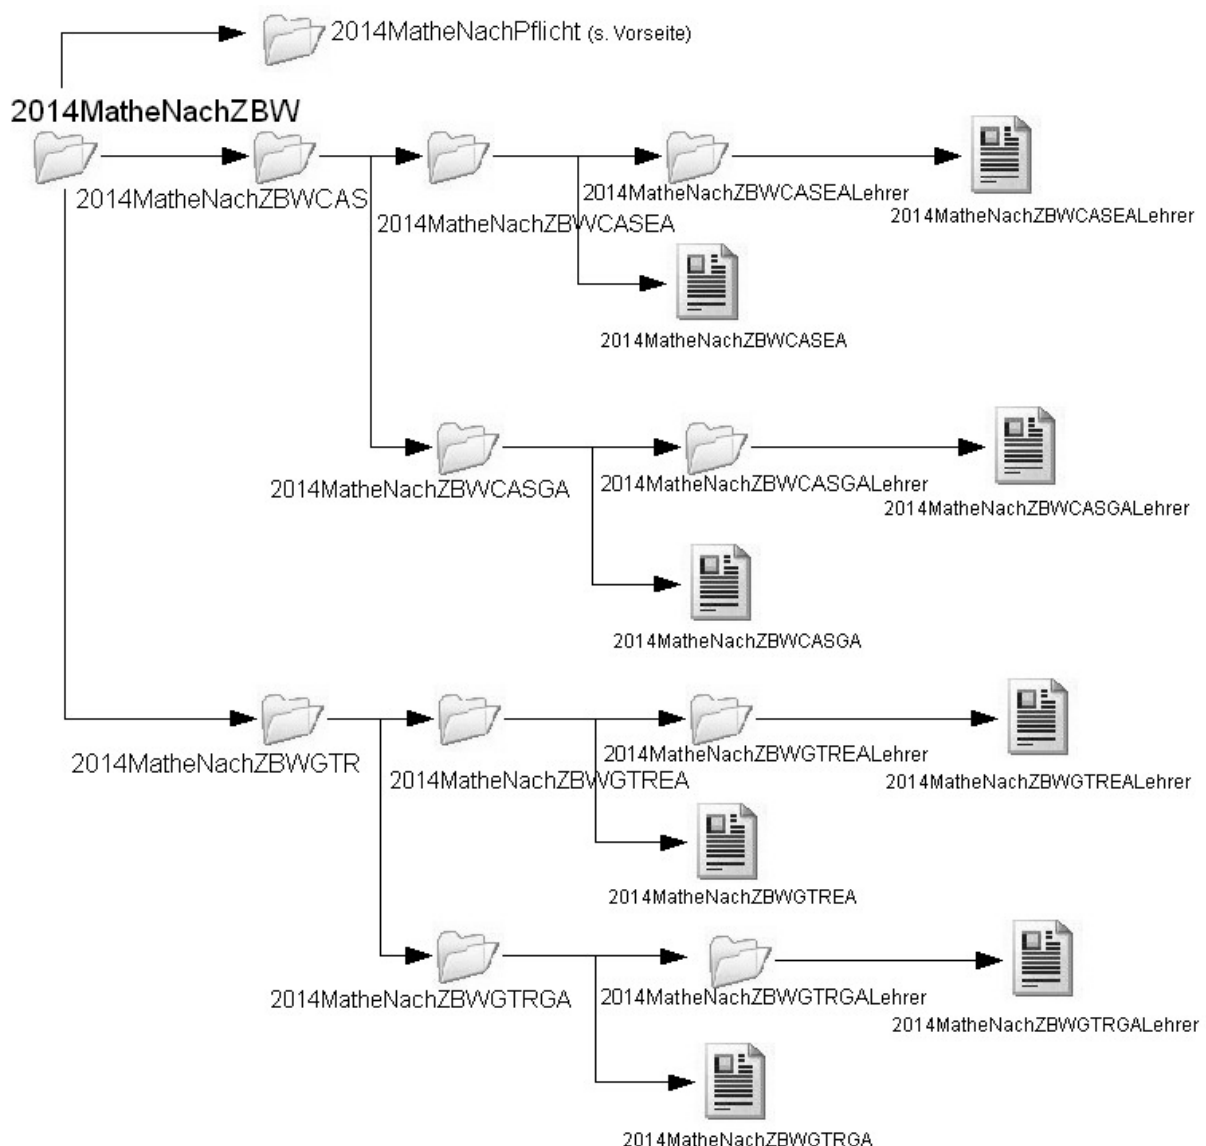 2014MatheNachPflicht (s. Vorseite)
2014MatheNachZBW
2014MatheNachZBWCAS
2014MatheNachZBWCASEA
2014MatheNachZBWCASEALehrer
2014MatheNachZBWCASEALehrer
2014MatheNachZBWCASEA
2014MatheNachZBWCASGA
2014MatheNachZBWCASGALehrer
2014MatheNachZBWCASGALehrer
2014MatheNachZBWCASGA
2014MatheNachZBWGTR
2014MatheNachZBWGTREA
2014MatheNachZBWGTREALehrer
2014MatheNachZBWGTREALehrer
2014MatheNachZBWGTREA
2014MatheNachZBWGTRGA
2014MatheNachZBWGTRGALehrer
2014MatheNachZBWGTRGALehrer
2014MatheNachZBWGTRGA